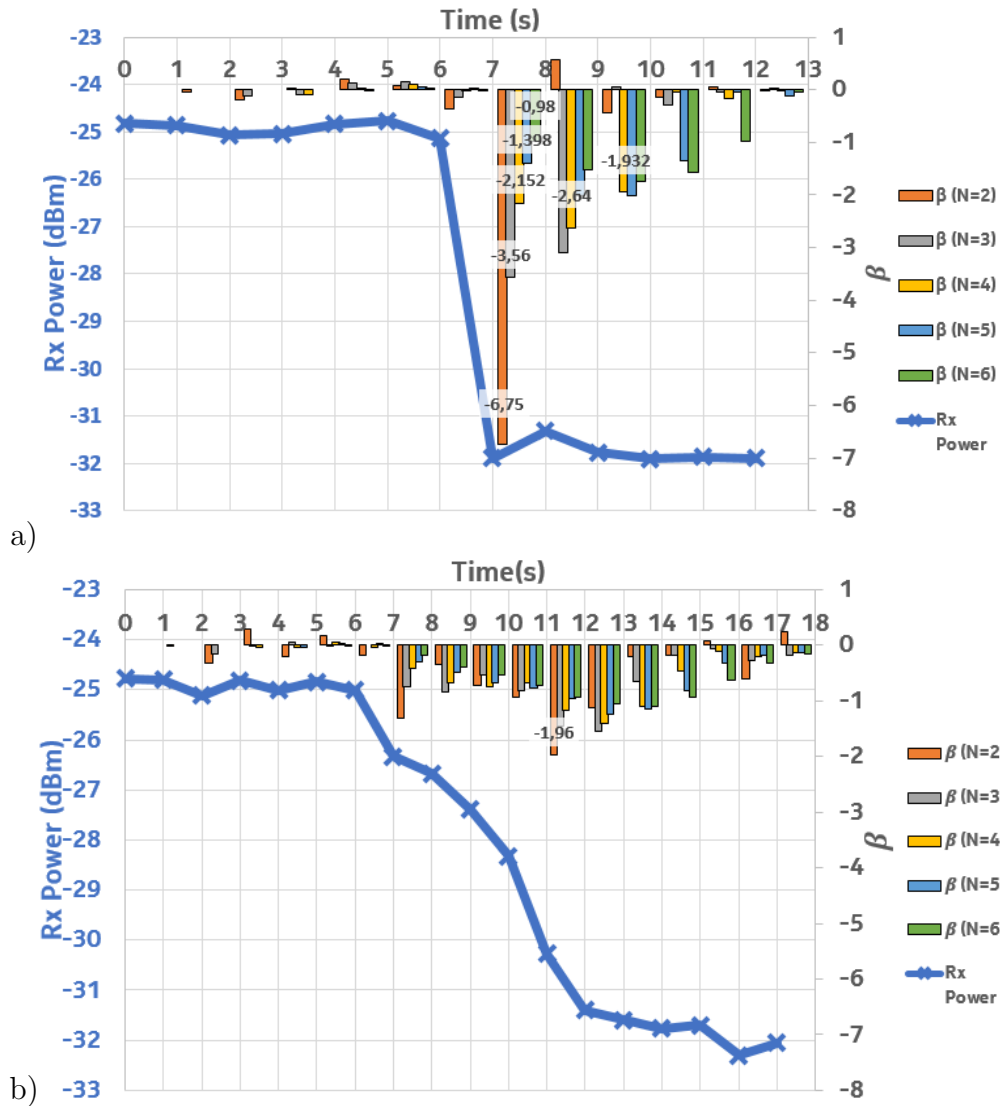 Time (s)
-23
-24
-25
-26
-27
-28
-29
-30
-31
-32
-33
Rx Power (dBm)
0 1 2 3 4 5 6 7 8 9 10 11 12 13
-0,98
-1,398
-2,152
-3,56
-6,75
-2,64
-1,932
1
0
-1
-2
-3
-4
-5
-6
-7
-8
β
β (N=2)
β (N=3)
β (N=4)
β (N=5)
β (N=6)
Rx
Power
a)
Time(s)
-23
-24
-25
-26
-27
-28
-29
-30
-31
-32
-33
Rx Power (dBm)
0 1 2 3 4 5 6 7 8 9 10 11 12 13 14 15 16 17 18
-1,96
1
0
-1
-2
-3
-4
-5
-6
-7
-8
β
β (N=2
β (N=3
β (N=4
β (N=5
β (N=6
Rx
Power
b)